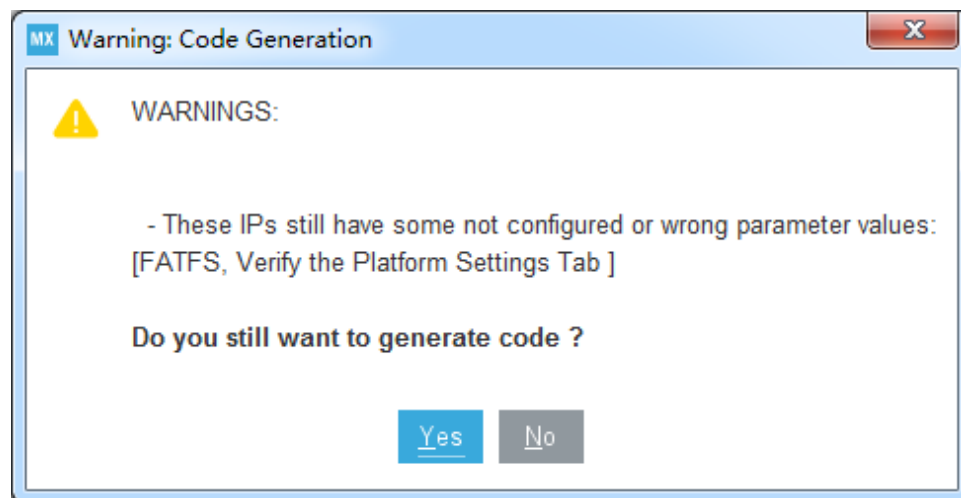 MX Warning: Code Generation
WARNINGS:
- These IPs still have some not configured or wrong parameter values:
[FATFS, Verify the Platform Settings Tab ]
Do you still want to generate code ?
Yes No